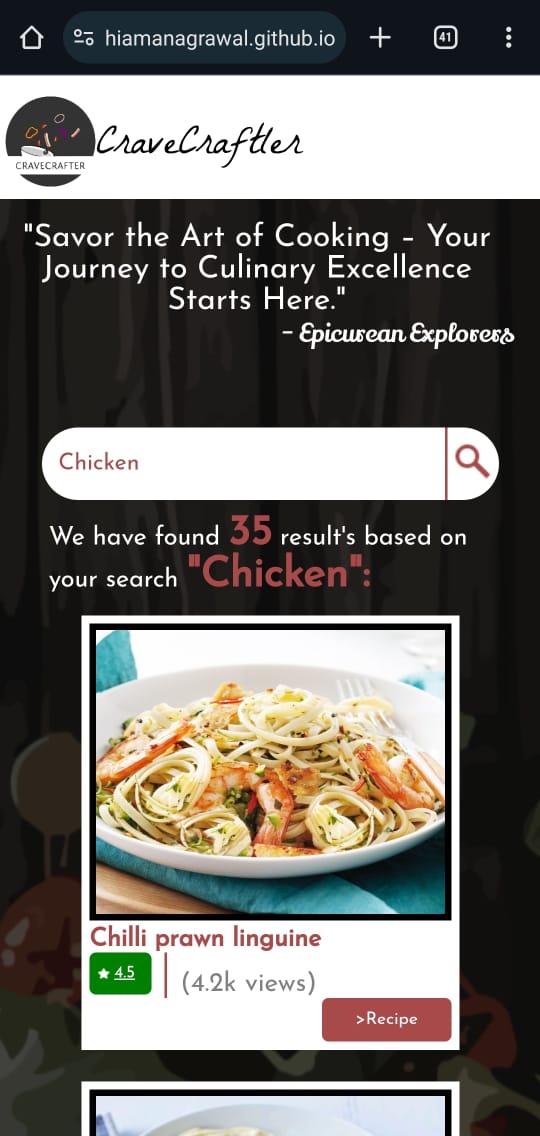 hiamanagrawal.github.io
41
CRAVECRAFTER
CraveCraftler
"Savor the Art of Cooking – Your
Journey to Culinary Excellence
Starts Here."
- Epicurean Explorers
Chicken
We have found 35 result's based on
your search "Chicken":
Chilli prawn linguine
4.5
(4.2k views)
>Recipe